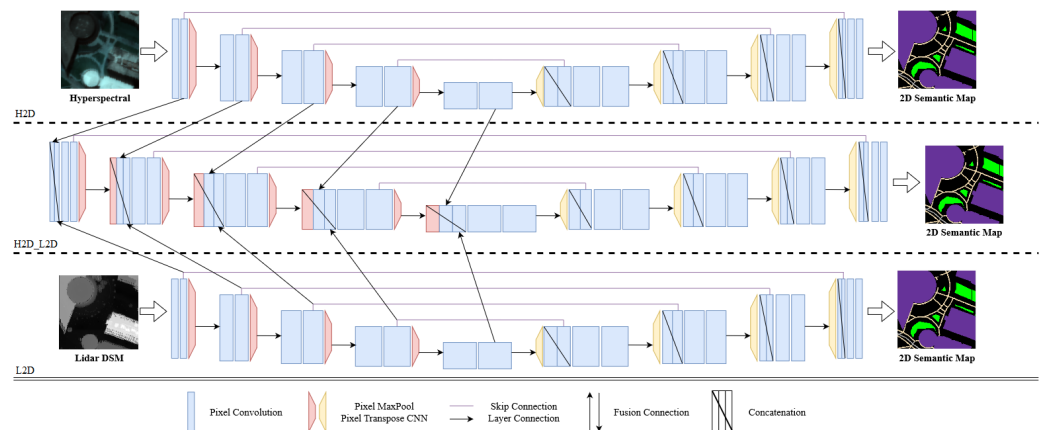 Hyperspectral
2D Semantic Map
H2D
2D Semantic Map
H2D_L2D
Lidar DSM
2D Semantic Map
L2D
Pixel Convolution
Pixel MaxPool
Pixel Transpose CNN
Skip Connection
Layer Connection
Fusion Connection
Concatenation